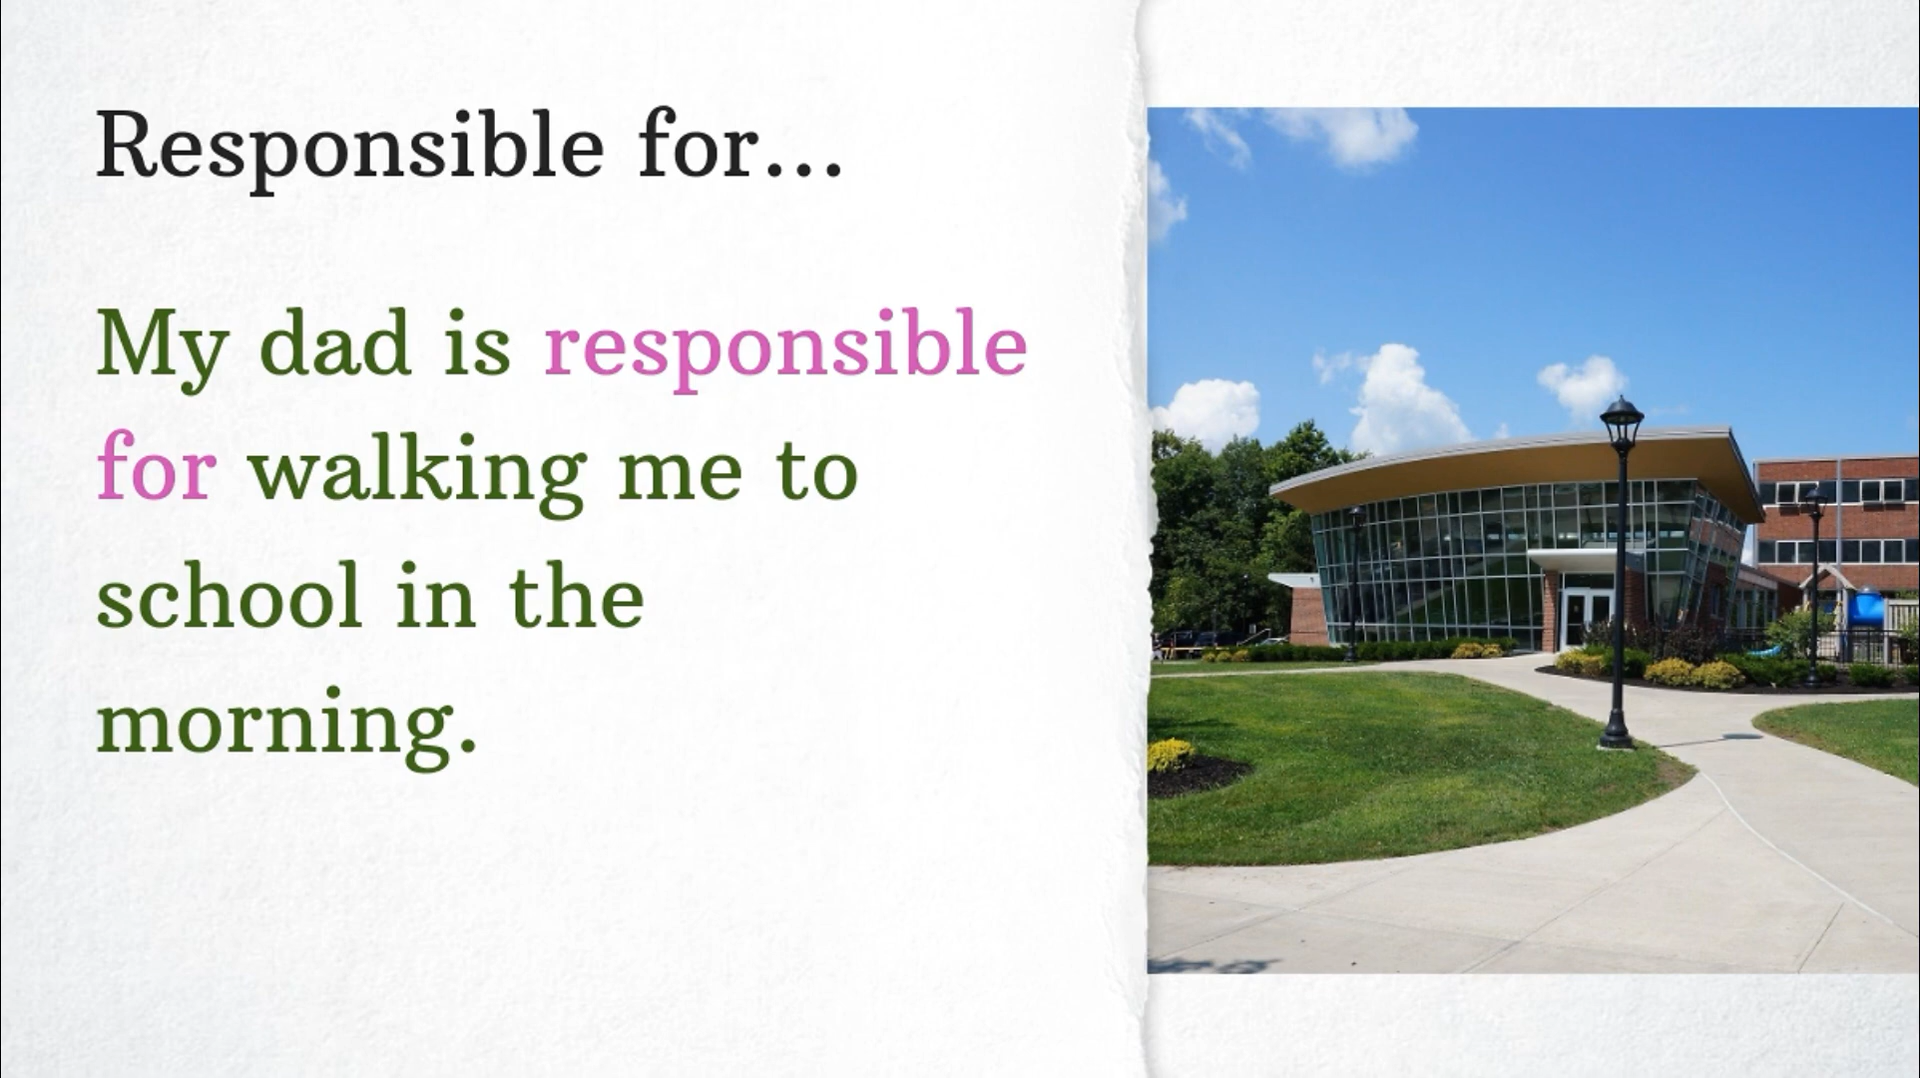 Responsible for...
My dad is responsible
for walking me to
school in the
morning.